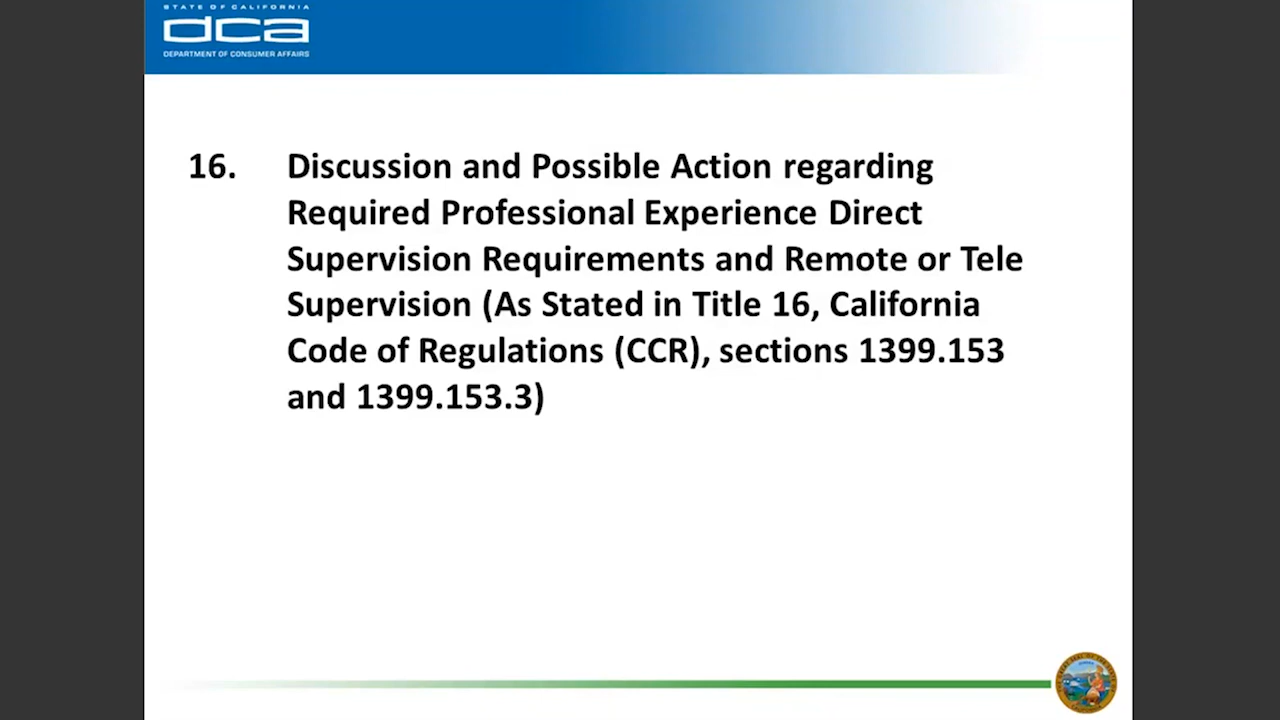 STATE OF CALIFORNIA
dca
DEPARTMENT OF CONSUMER AFFAIRS
16. Discussion and Possible Action regarding
Required Professional Experience Direct
Supervision Requirements and Remote or Tele
Supervision (As Stated in Title 16, California
Code of Regulations (CCR), sections 1399.153
and 1399.153.3)